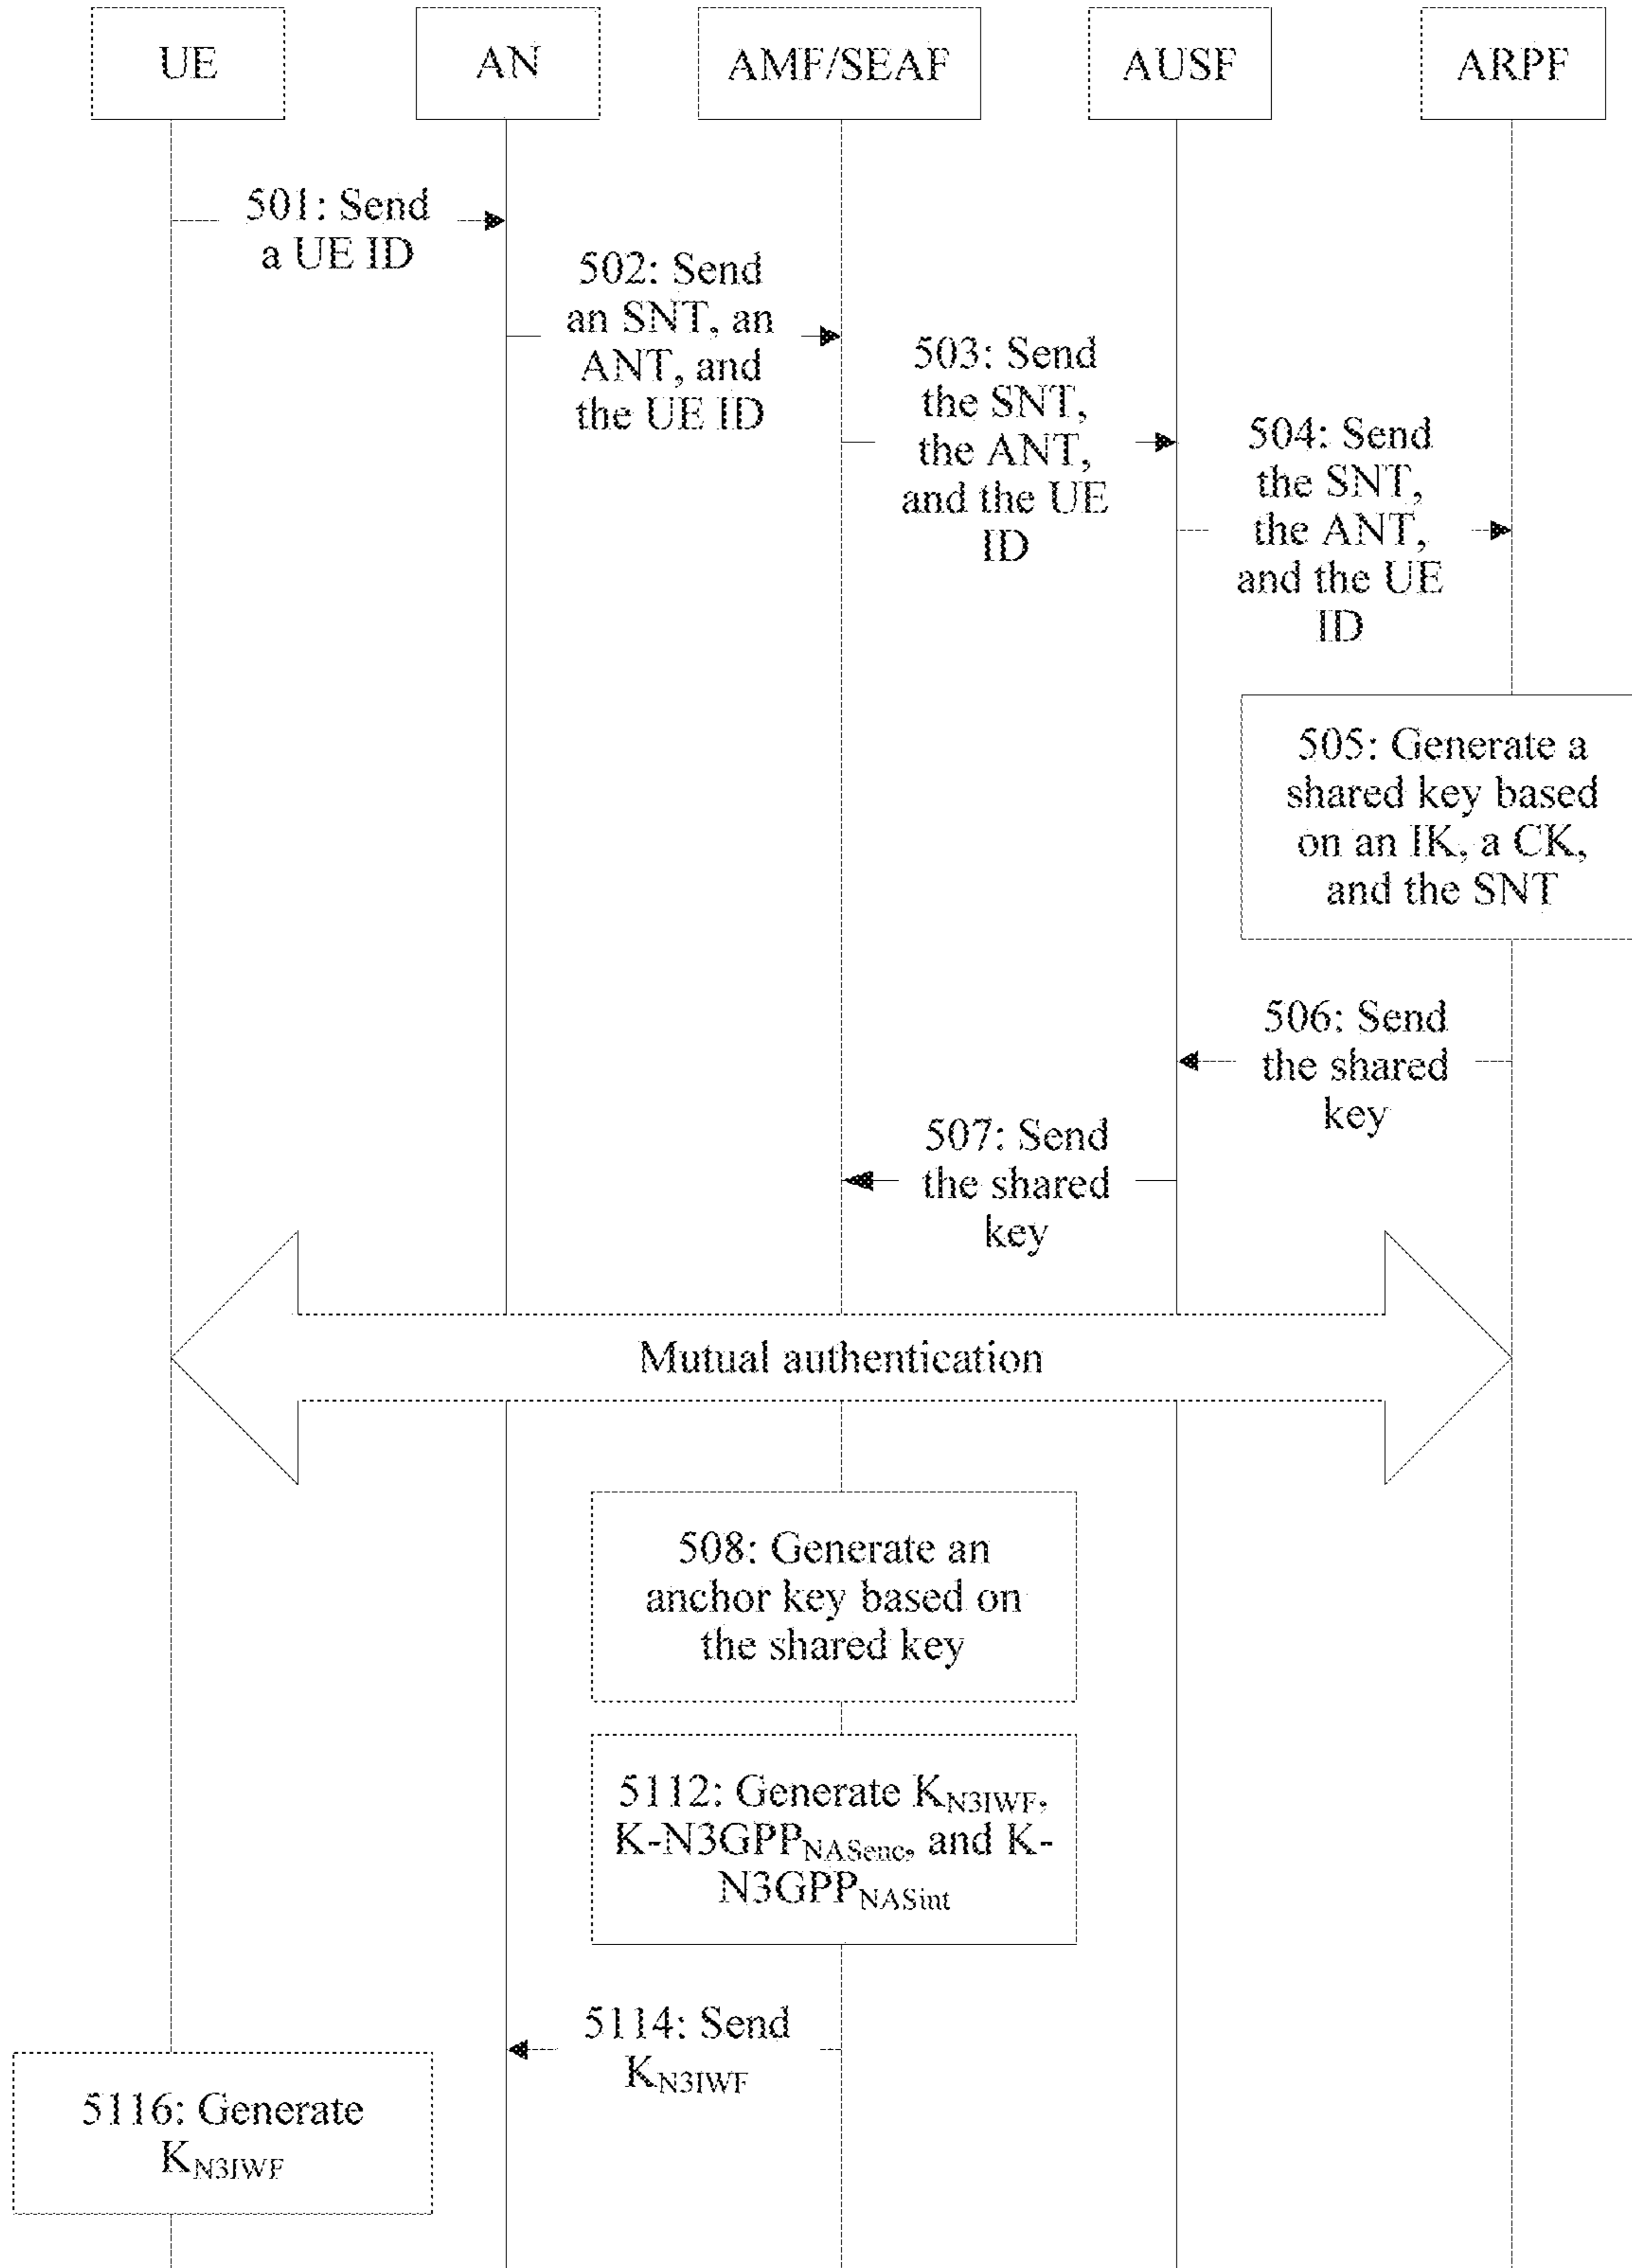 UE
AN
AMF/SEAF
AUSF
ARPF
501: Send
a UE ID
502: Send
an SNT, an
ANT, and
the UE ID
503: Send
the SNT,
the ANT,
and the UE
ID
504: Send
the SNT,
the ANT,
and the UE
ID
505: Generate a
shared key based
on an IK, a CK,
and the SNT
506: Send
the shared
key
507: Send
the shared
key
Mutual authentication
508: Generate an
anchor key based on
the shared key
5112: Generate KN3IWF,
K-N3GPPNASenc, and K-
N3GPPNASint
5114: Send
KN3IWF
5116: Generate
KN3IWF